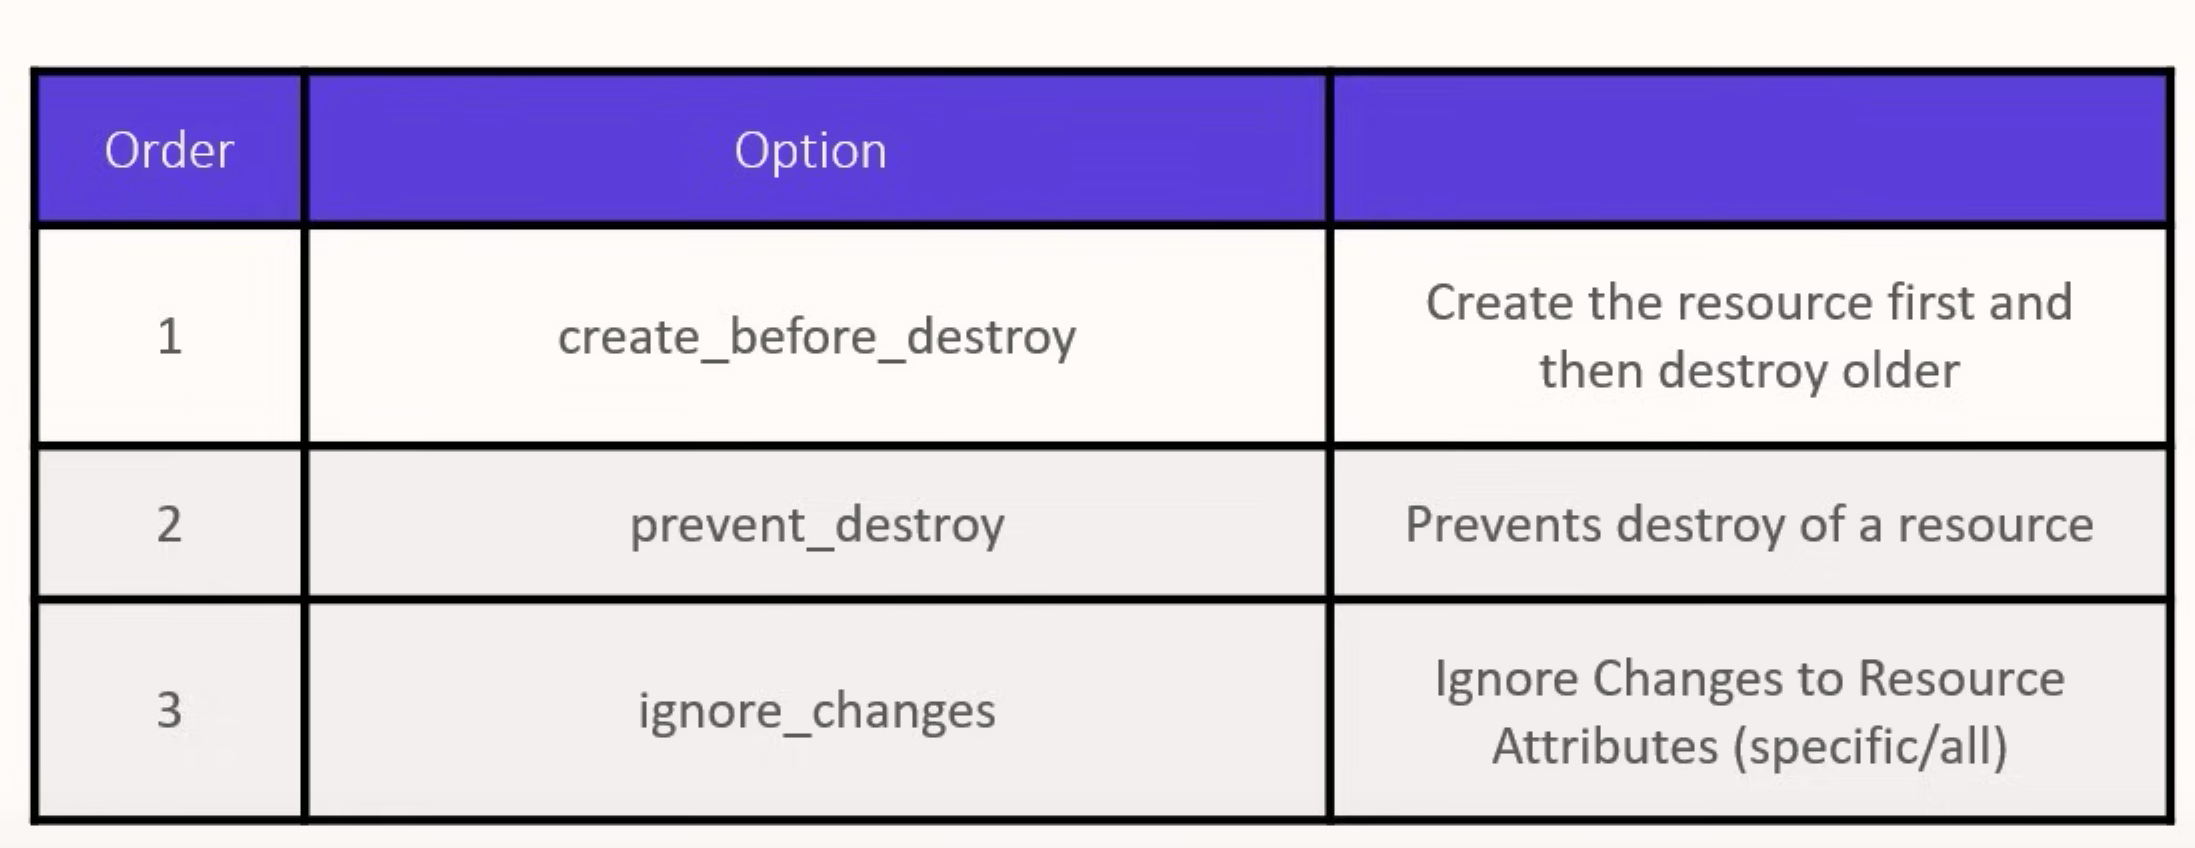 Order
Option
1
create_before_destroy
Create the resource first and
then destroy older
2
prevent_destroy
Prevents destroy of a resource
3
ignore_changes
Ignore Changes to Resource
Attributes (specific/all)